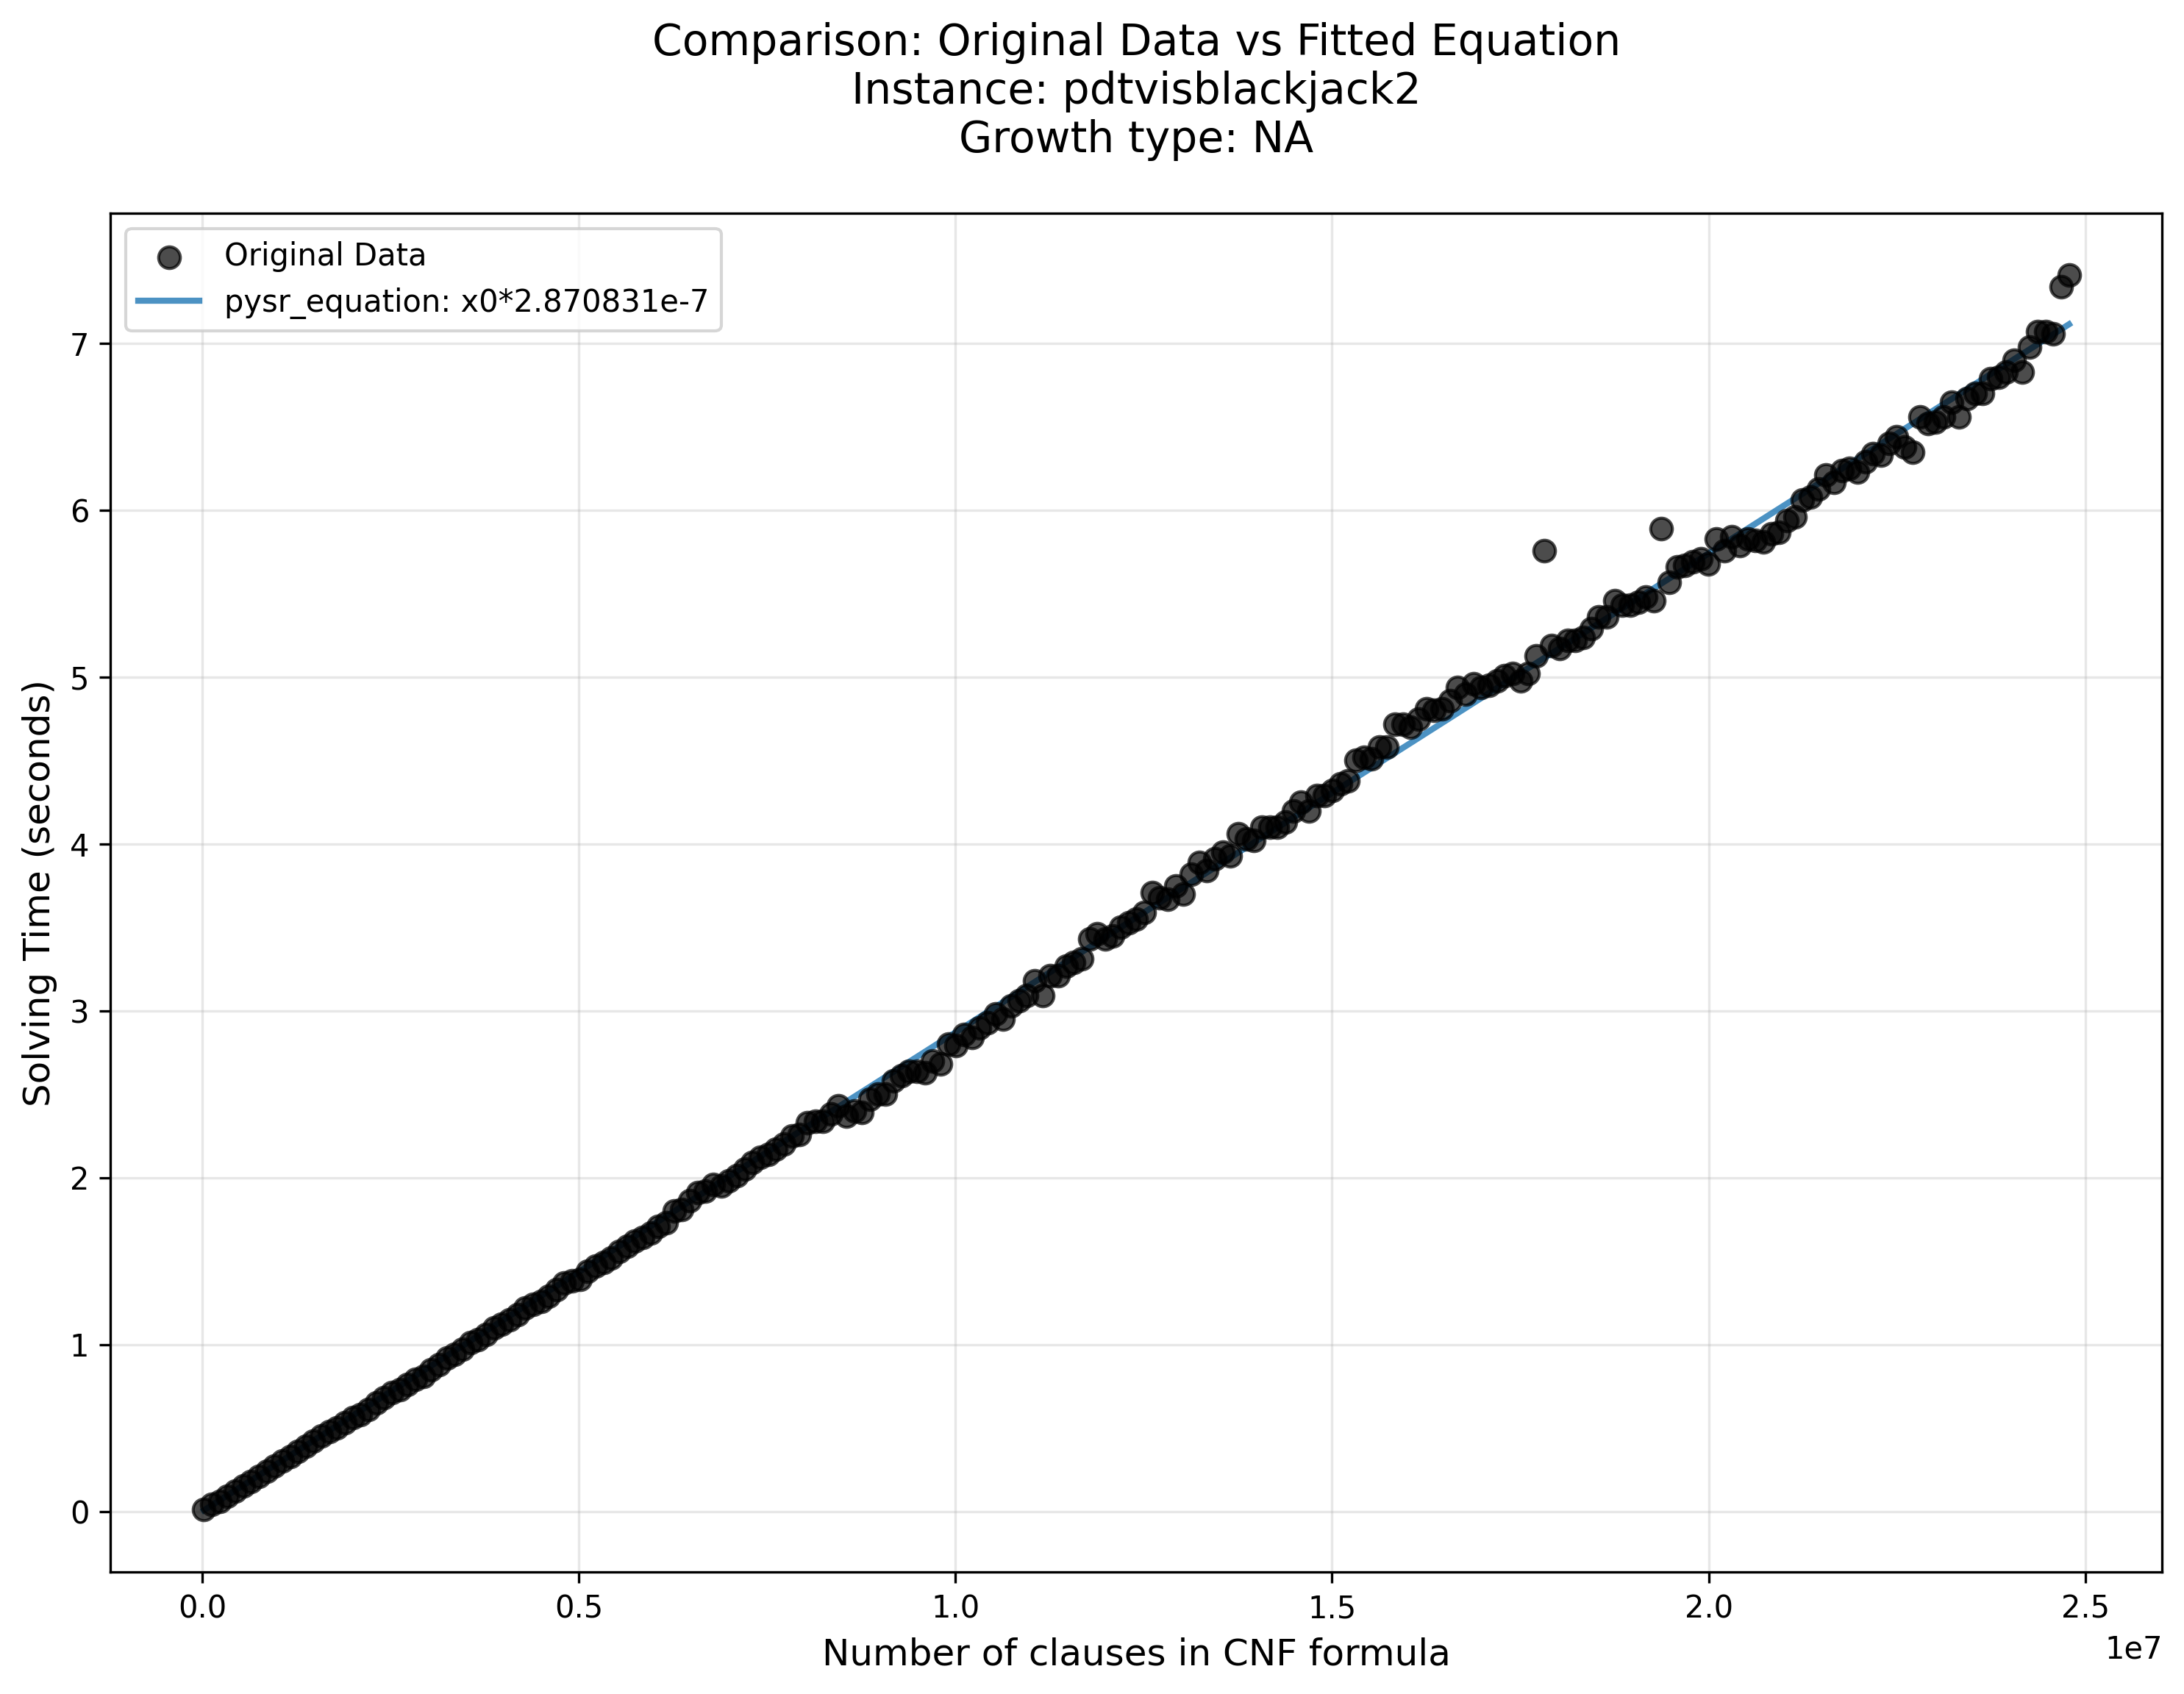 Comparison: Original Data vs Fitted Equation
Instance: pdtvisblackjack2
Growth type: NA
Original Data
pysr_equation: x0*2.870831e-7
Solving Time (seconds)
7
6
5
4
3
2
1
0
0.0 0.5 1.0 1.5 2.0 2.5
1e7
Number of clauses in CNF formula